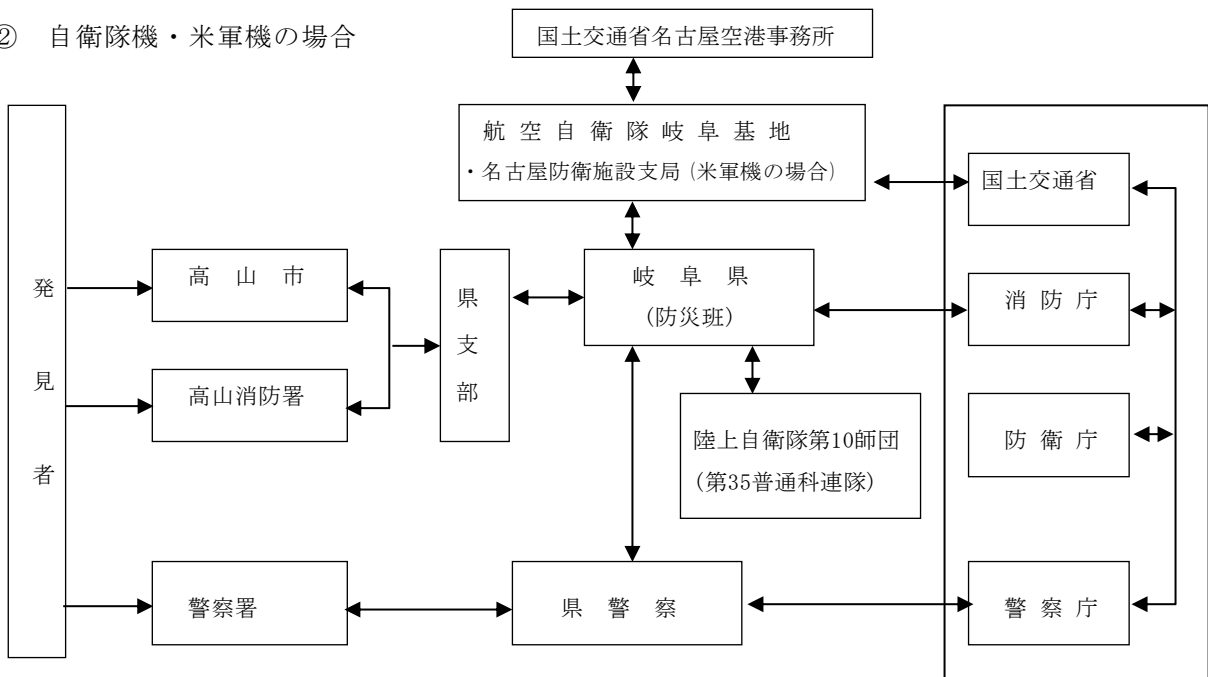 ② 自衛隊機・米軍機の場合
国土交通省名古屋空港事務所
航空自衛隊岐阜基地
・名古屋防衛施設支局(米軍機の場合)
国土交通省
発見者
高山市
県支部
岐阜県
(防災班)
消防庁
高山消防署
陸上自衛隊第10師団
(第35普通科連隊)
防衛庁
警察署
県警察
警察庁